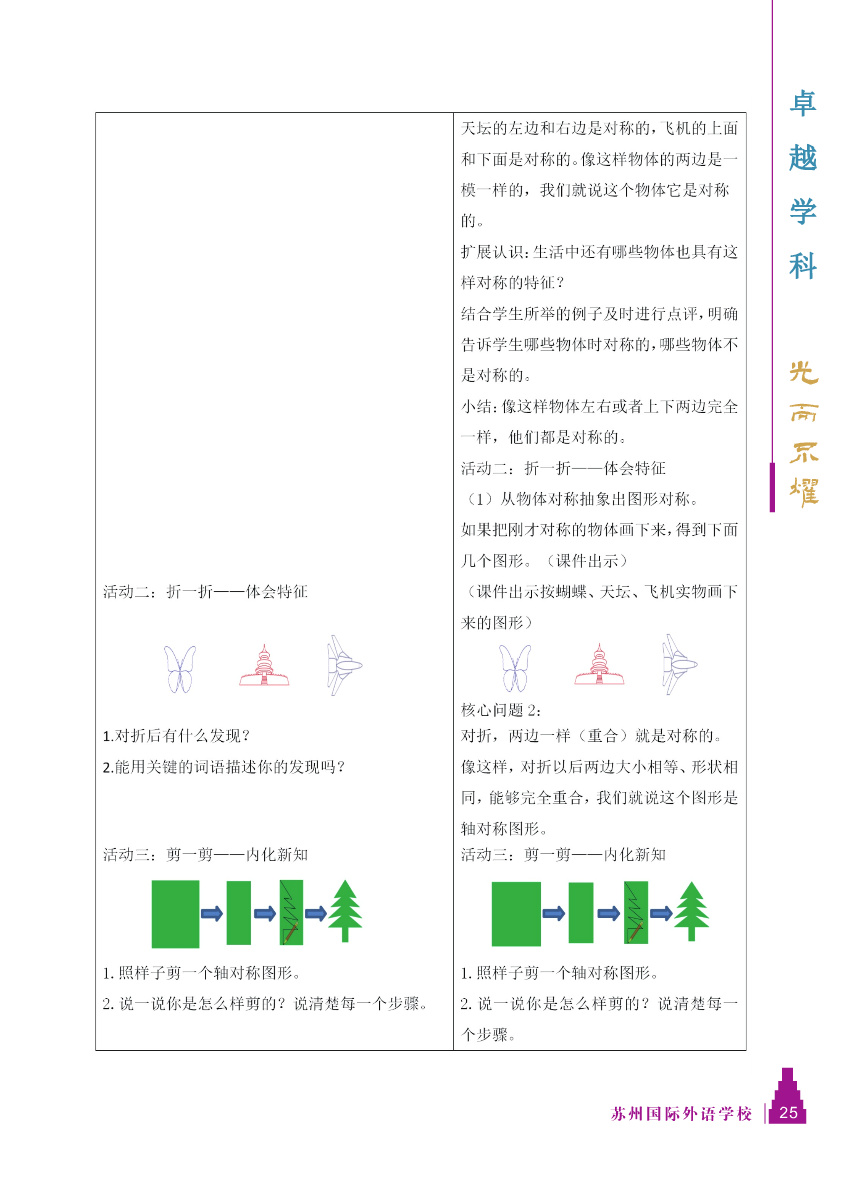 天坛的左边和右边是对称的，飞机的上面
和下面是对称的。像这样物体的两边是一
模一样的，我们就说这个物体它是对称
的。
扩展认识：生活中还有哪些物体也具有这
样对称的特征？
结合学生所举的例子及时进行点评，明确
告诉学生哪些物体时对称的，哪些物体不
是对称的。
小结：像这样物体左右或者上下两边完全
一样，他们都是对称的。
活动二：折一折——体会特征
（1）从物体对称抽象出图形对称。
如果把刚才对称的物体画下来，得到下面
几个图形。（课件出示）
活动二：折一折——体会特征
（课件出示按蝴蝶、天坛、飞机实物画下
来的图形）
核心问题 2：
1.对折后有什么发现？
2.能用关键的词语描述你的发现吗？
对折，两边一样（重合）就是对称的。
像这样，对折以后两边大小相等、形状相
同，能够完全重合，我们就说这个图形是
轴对称图形。
活动三：剪一剪——内化新知
1. 照样子剪一个轴对称图形。
2. 说一说你是怎么样剪的？说清楚每一个步骤。
活动三：剪一剪——内化新知
1. 照样子剪一个轴对称图形。
2. 说一说你是怎么样剪的？说清楚每一
个步骤。
卓越学科
光而不耀
苏州国际外语学校
25